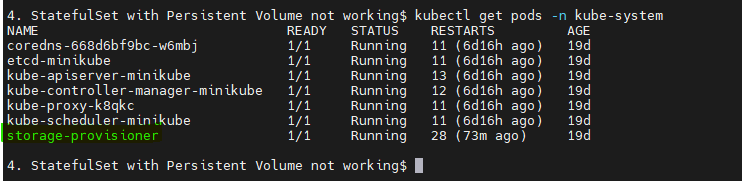 4. StatefulSet with Persistent Volume not working$ kubectl get pods -n kube-system
NAME READY STATUS RESTARTS AGE
coredns-668d6bf9bc-w6mbj 1/1 Running 11 (6d16h ago) 19d
etcd-minikube 1/1 Running 11 (6d16h ago) 19d
kube-apiserver-minikube 1/1 Running 13 (6d16h ago) 19d
kube-controller-manager-minikube 1/1 Running 12 (6d16h ago) 19d
kube-proxy-k8qkc 1/1 Running 11 (6d16h ago) 19d
kube-scheduler-minikube 1/1 Running 11 (6d16h ago) 19d
storage-provisioner 1/1 Running 28 (73m ago) 19d
4. StatefulSet with Persistent Volume not working$